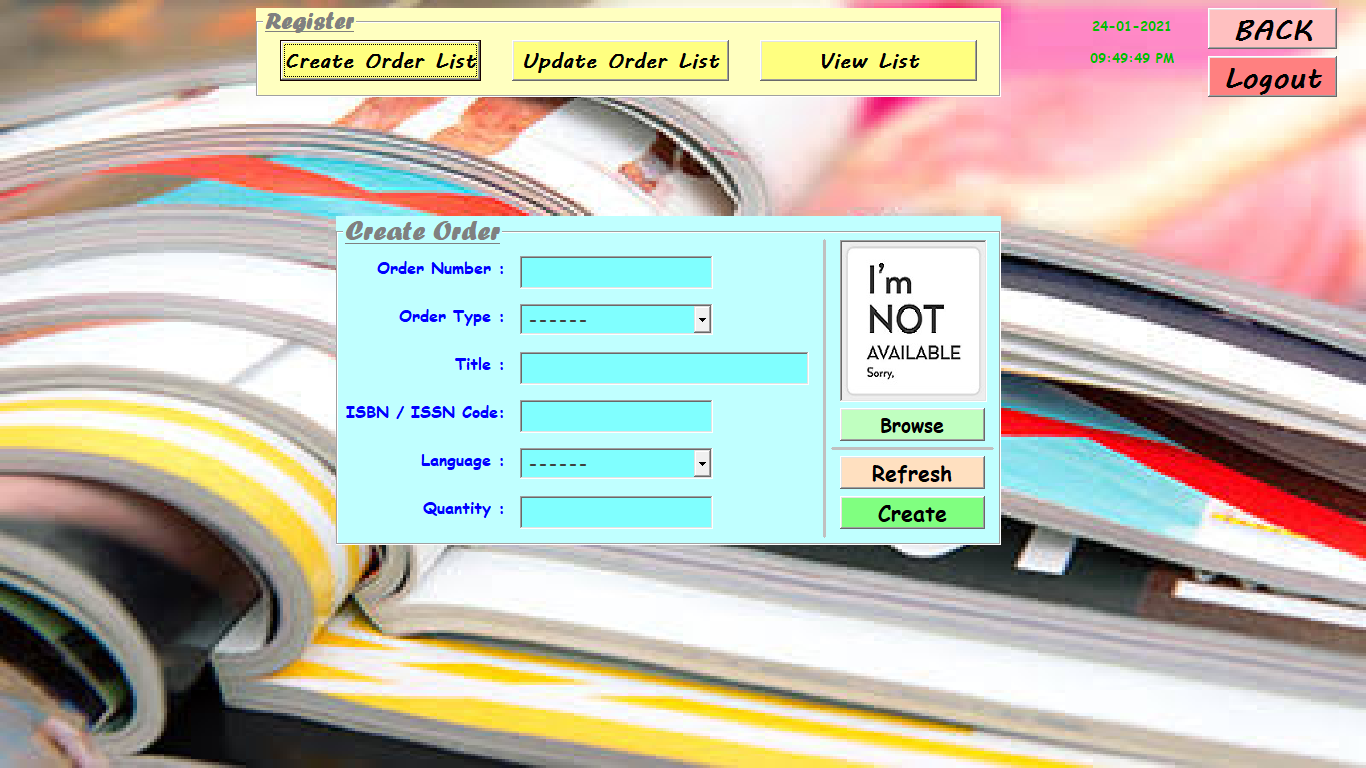 Register
Create Order List
Update Order List
View List
24-01-2021
09:49:49 PM
BACK
Logout
Create Order
Order Number :
Order Type :
------
Title :
ISBN / ISSN Code:
Language :
------
Quantity :
I'm
NOT
AVAILABLE
Sorry,
Browse
Refresh
Create